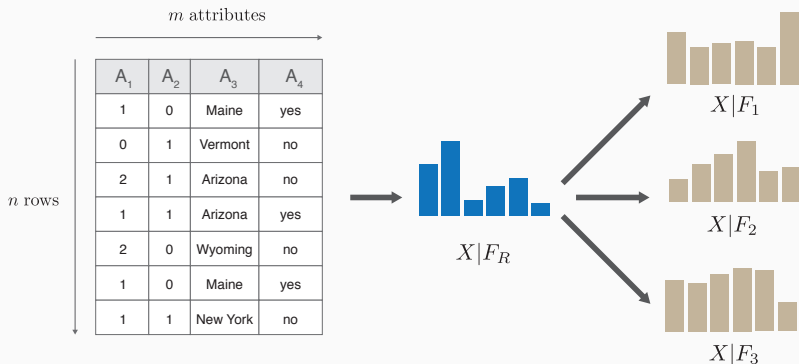 m attributes
n rows
A₁ A₂ A₃ A₄
1 0 Maine yes
0 1 Vermont no
2 1 Arizona no
1 1 Arizona yes
2 0 Wyoming no
1 0 Maine yes
1 1 New York no
X|F_R
X|F₁
X|F₂
X|F₃